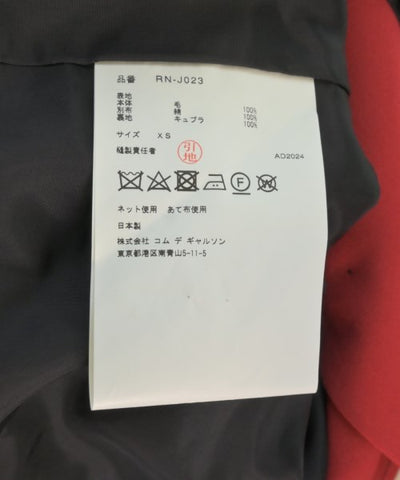 品番 RN-J023
表地
本体 毛 100%
別布 綿 100%
裏地 キュプラ 100%
サイズ XS
縫製責任者 引地
AD2024
F W
ネット使用 あて布使用
日本製
株式会社 コム デ ギャルソン
東京都港区南青山5-11-5